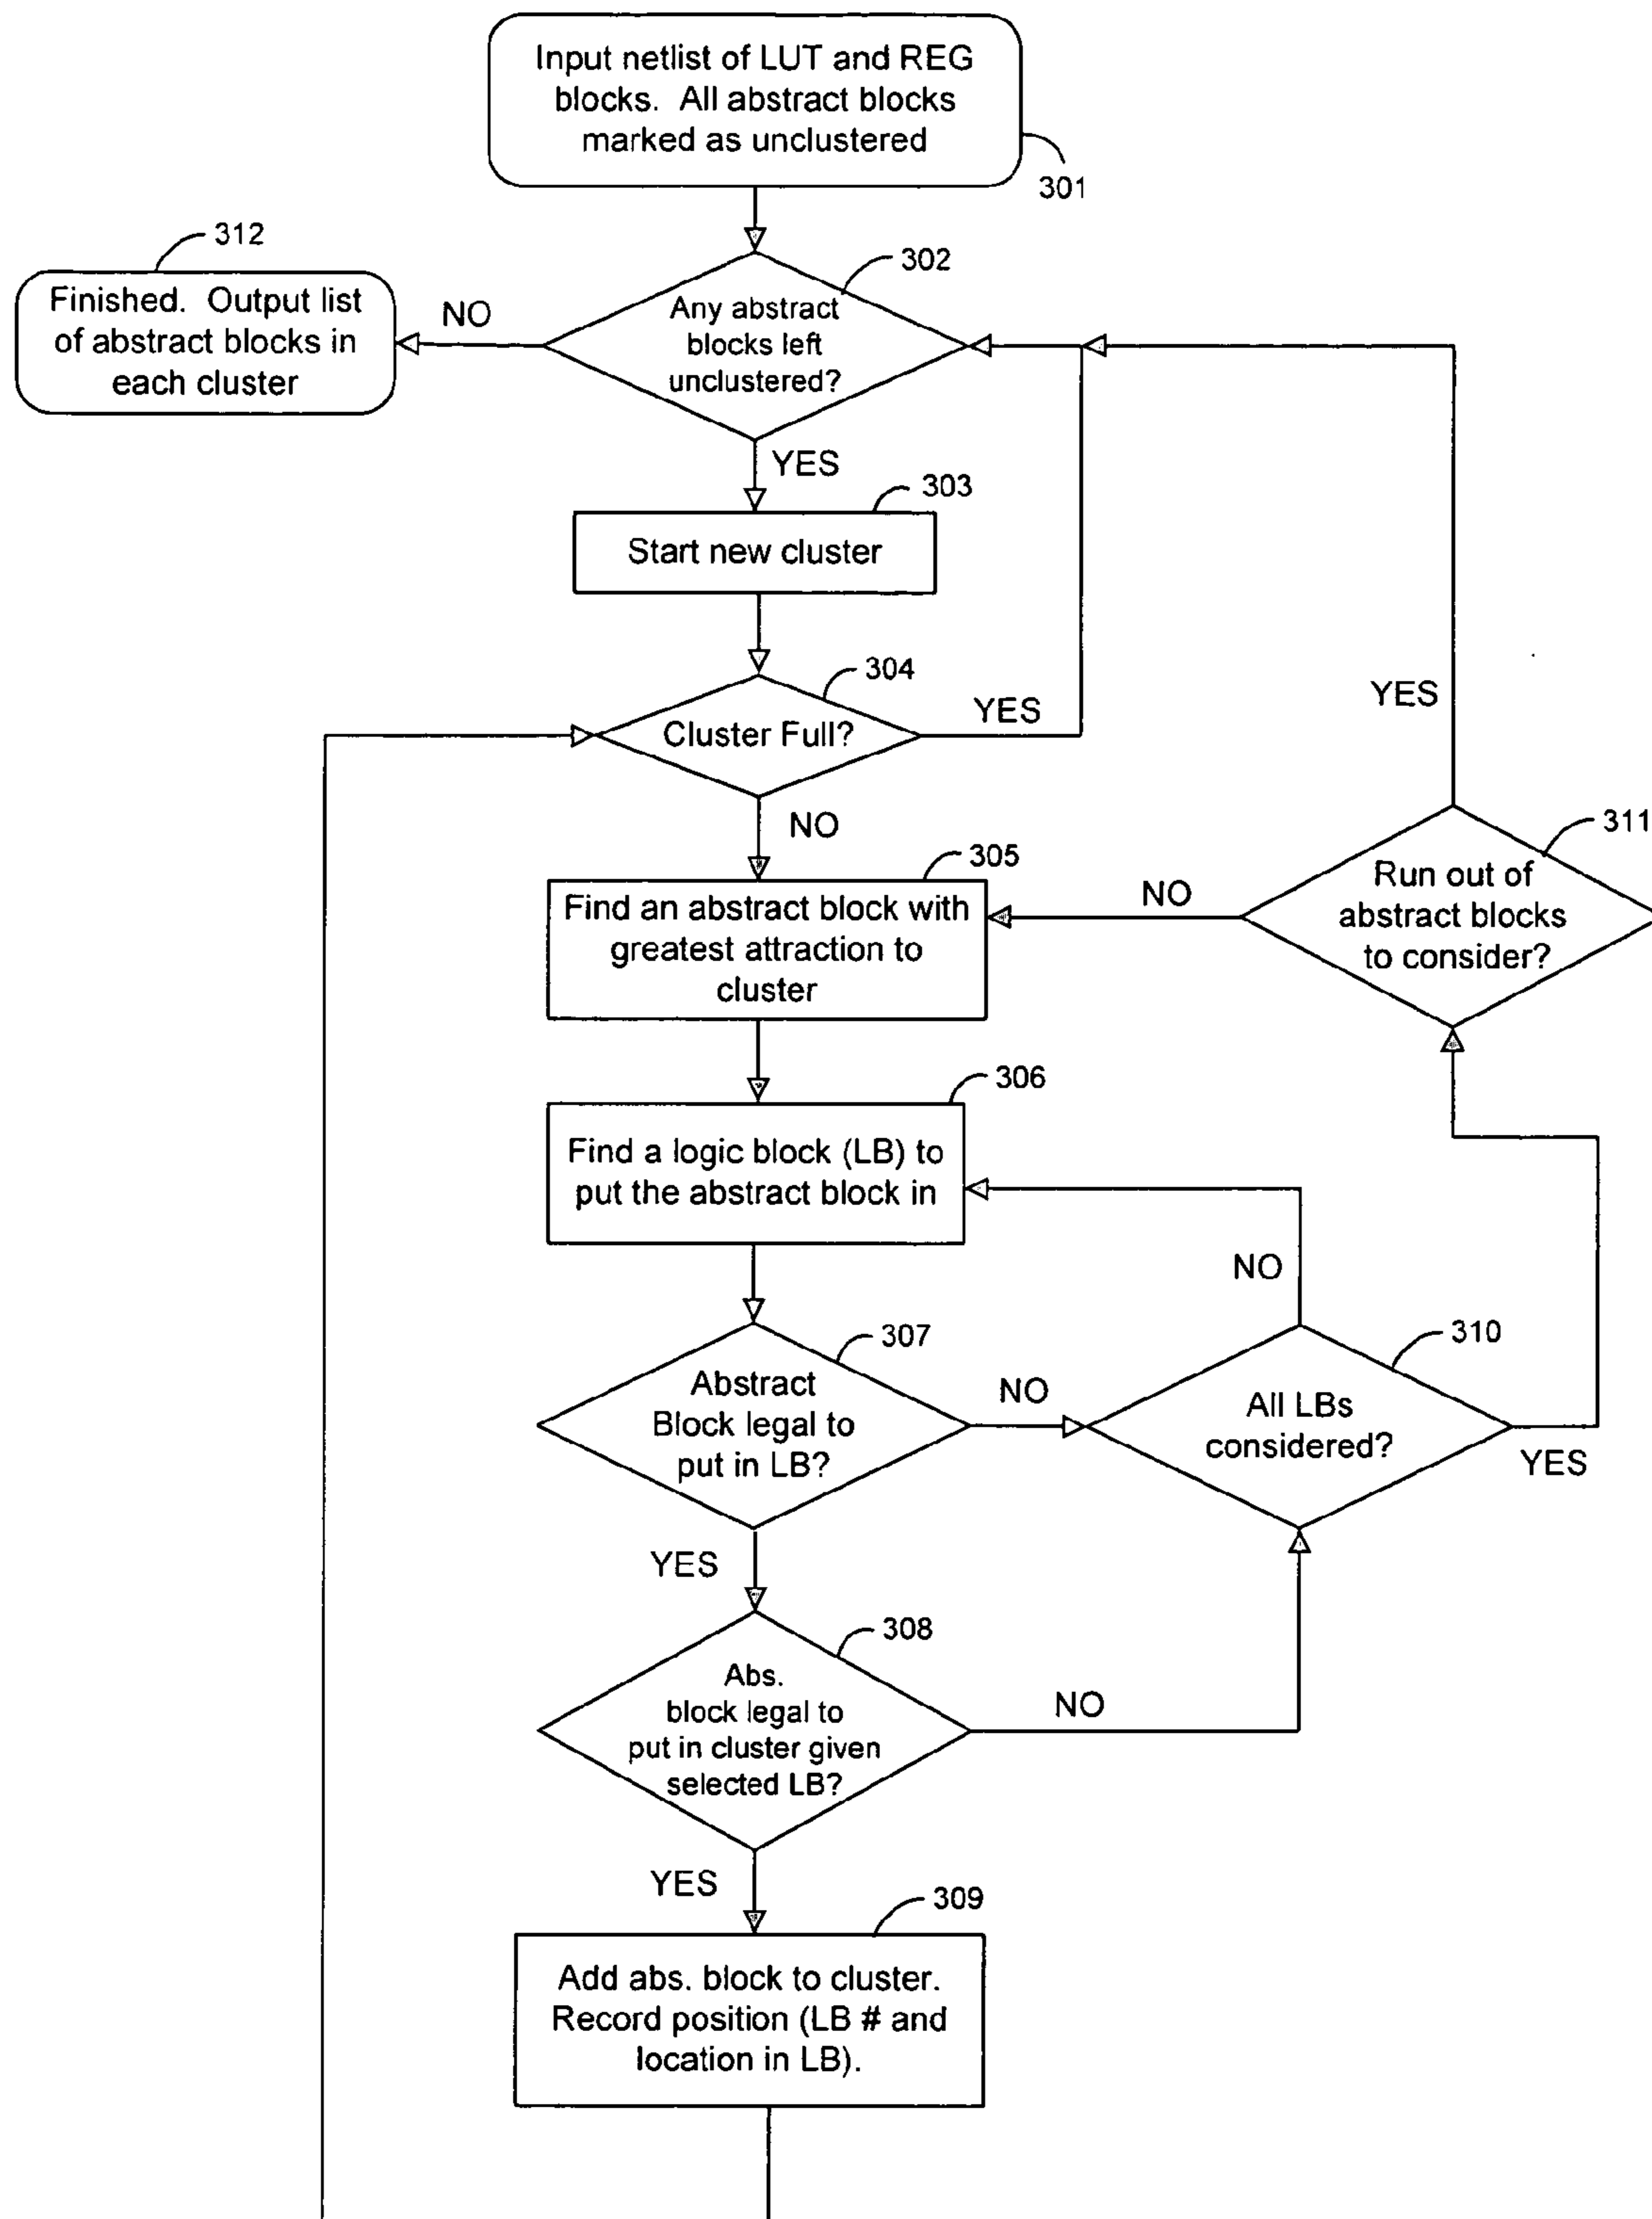 Input netlist of LUT and REG
blocks. All abstract blocks
marked as unclustered
301
312
Finished. Output list
of abstract blocks in
each cluster
NO
302
Any abstract
blocks left
unclustered?
YES
303
Start new cluster
304
Cluster Full?
YES
NO
YES
311
Run out of
abstract blocks
to consider?
NO
305
Find an abstract block with
greatest attraction to
cluster
306
Find a logic block (LB) to
put the abstract block in
NO
307
Abstract
Block legal to
put in LB?
NO
310
All LBs
considered?
YES
YES
308
Abs.
block legal to
put in cluster given
selected LB?
NO
YES
309
Add abs. block to cluster.
Record position (LB # and
location in LB).